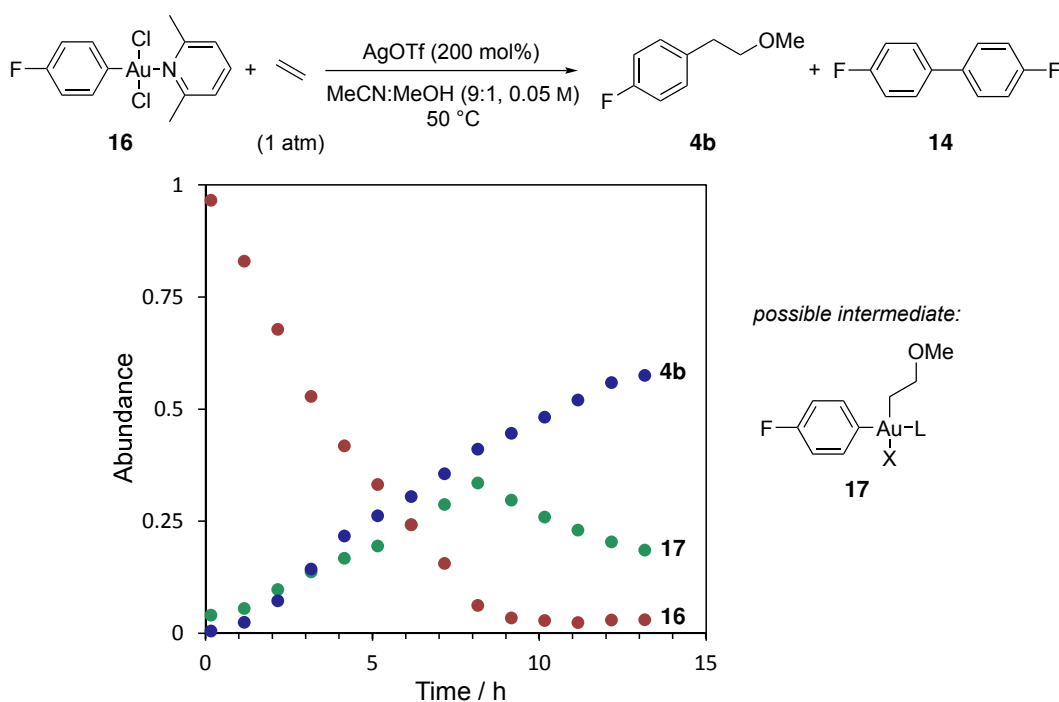 F
Cl
Au
N
Cl
+
AgOTf (200 mol%)
MeCN:MeOH (9:1, 0.05 M)
50 °C
OMe
F
+
F
F
16
(1 atm)
4b
14
Abundance
1
0.75
0.5
0.25
0
0
5
10
15
Time / h
4b
17
16
possible intermediate:
OMe
F
Au
L
X
17